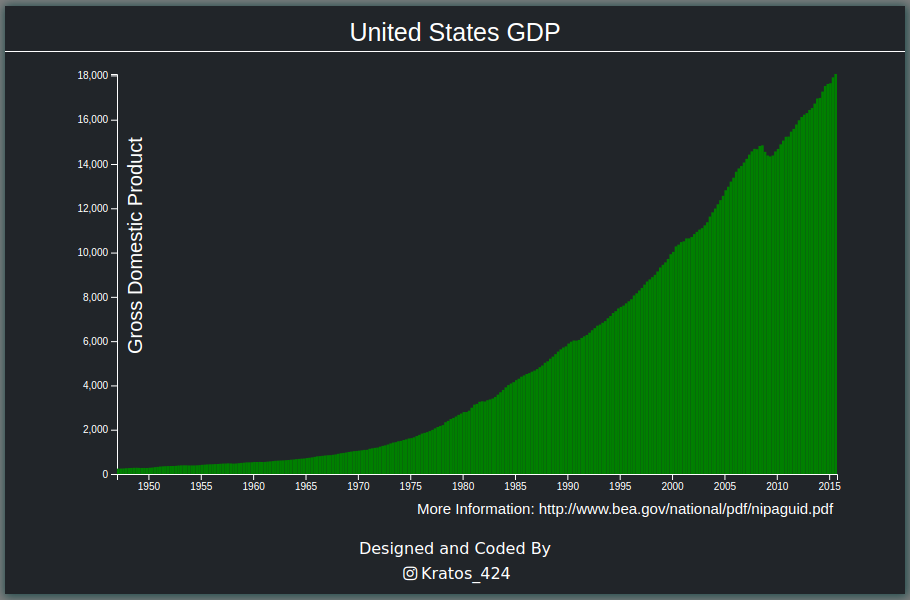 United States GDP
18,000
16,000
14,000
12,000
10,000
8,000
6,000
4,000
2,000
0
Gross Domestic Product
1950 1955 1960 1965 1970 1975 1980 1985 1990 1995 2000 2005 2010 2015
More Information: http://www.bea.gov/national/pdf/nipaguid.pdf
Designed and Coded By
Kratos_424